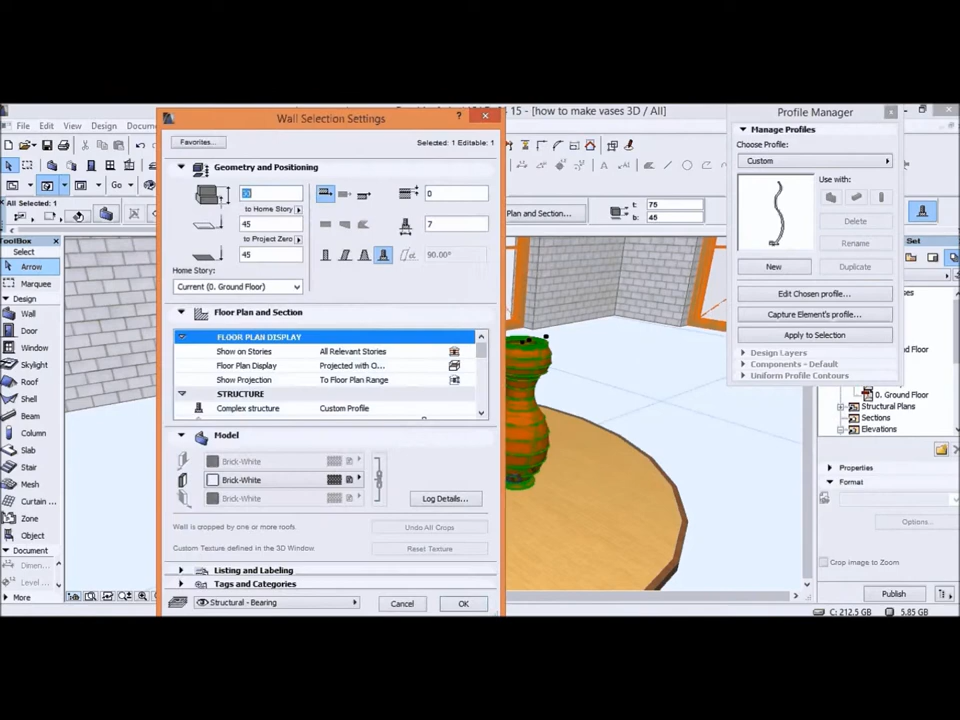 Wall Selection Settings
?
15 - [how to make vases 3D / All]
File Edit View Design Docum
Go
All Selected: 1
Plan and Section...
t: 75
b: 45
Favorites...
Selected: 1 Editable: 1
Geometry and Positioning
to Home Story
45
to Project Zero
45
0
7
90.00°
Home Story:
Current (0. Ground Floor)
Floor Plan and Section
FLOOR PLAN DISPLAY
Show on Stories All Relevant Stories
Floor Plan Display Projected with O...
Show Projection To Floor Plan Range
STRUCTURE
Complex structure Custom Profile
Model
Brick-White
Brick-White
Brick-White
Log Details...
Wall is cropped by one or more roofs.
Undo All Crops
Custom Texture defined in the 3D Window
Reset Texture
Listing and Labeling
Tags and Categories
Structural - Bearing
Cancel
OK
ToolBox
Select
Arrow
Marquee
Design
Wall
Door
Window
Skylight
Roof
Shell
Beam
Column
Slab
Stair
Mesh
Curtain ...
Zone
Object
Document
Dimen...
Level ...
More
Profile Manager
Manage Profiles
Choose Profile:
Custom
Use with:
Delete
Rename
New
Duplicate
Edit Chosen profile...
Capture Element's profile...
Apply to Selection
Design Layers
Components - Default
Uniform Profile Contours
Set
Floor
0. Ground Floor
Structural Plans
Sections
Elevations
Properties
Format
Options...
Crop image to Zoom
Publish
C: 212.5 G
5.85 GB